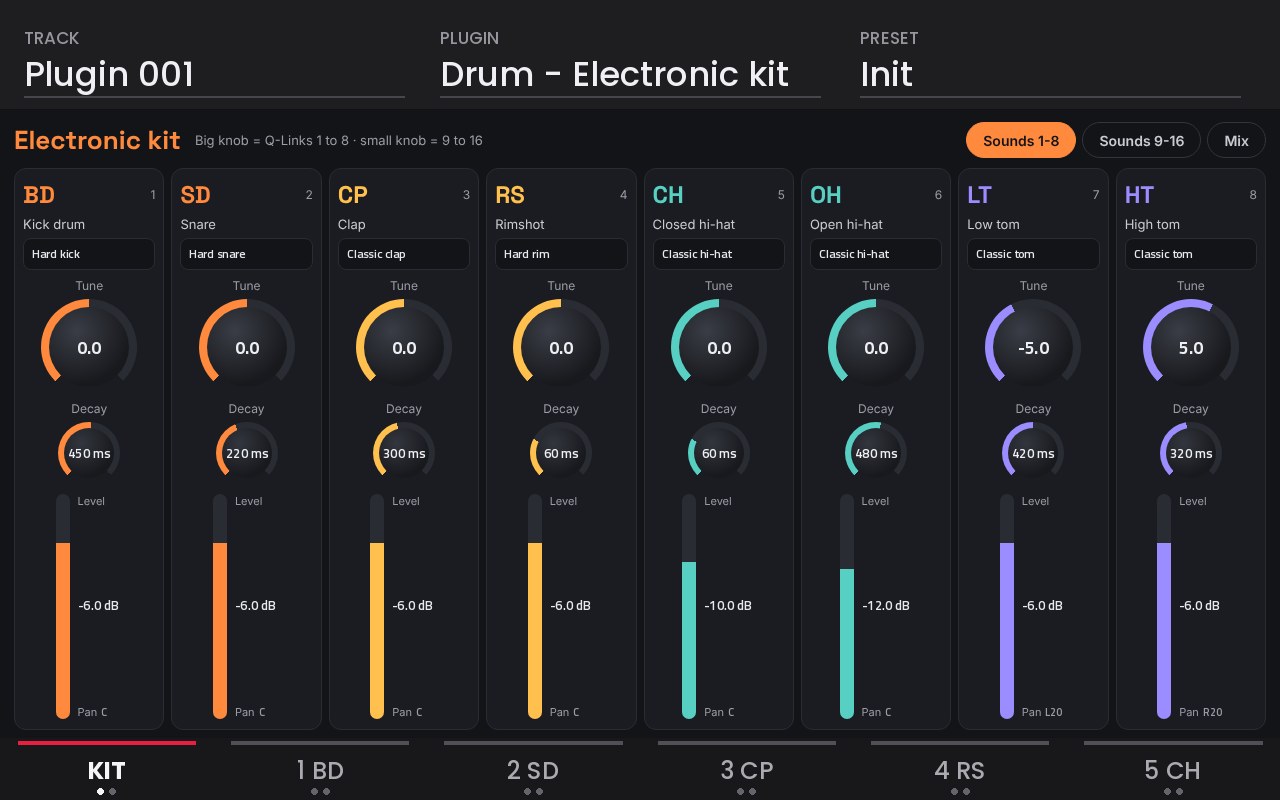 TRACK PLUGIN PRESET
Plugin 001 Drum - Electronic kit Init
Electronic kit Big knob = Q-Links 1 to 8 · small knob = 9 to 16 Sounds 1-8 Sounds 9-16 Mix
BD 1 SD 2 CP 3 RS 4 CH 5 OH 6 LT 7 HT 8
Kick drum Snare Clap Rimshot Closed hi-hat Open hi-hat Low tom High tom
Hard kick Hard snare Classic clap Hard rim Classic hi-hat Classic hi-hat Classic tom Classic tom
Tune Tune Tune Tune Tune Tune Tune Tune
0.0 0.0 0.0 0.0 0.0 0.0 -5.0 5.0
Decay Decay Decay Decay Decay Decay Decay Decay
450 ms 220 ms 300 ms 60 ms 60 ms 480 ms 420 ms 320 ms
Level Level Level Level Level Level Level Level
-6.0 dB -6.0 dB -6.0 dB -6.0 dB -10.0 dB -12.0 dB -6.0 dB -6.0 dB
Pan C Pan C Pan C Pan C Pan C Pan C Pan L20 Pan R20
KIT 1 BD 2 SD 3 CP 4 RS 5 CH